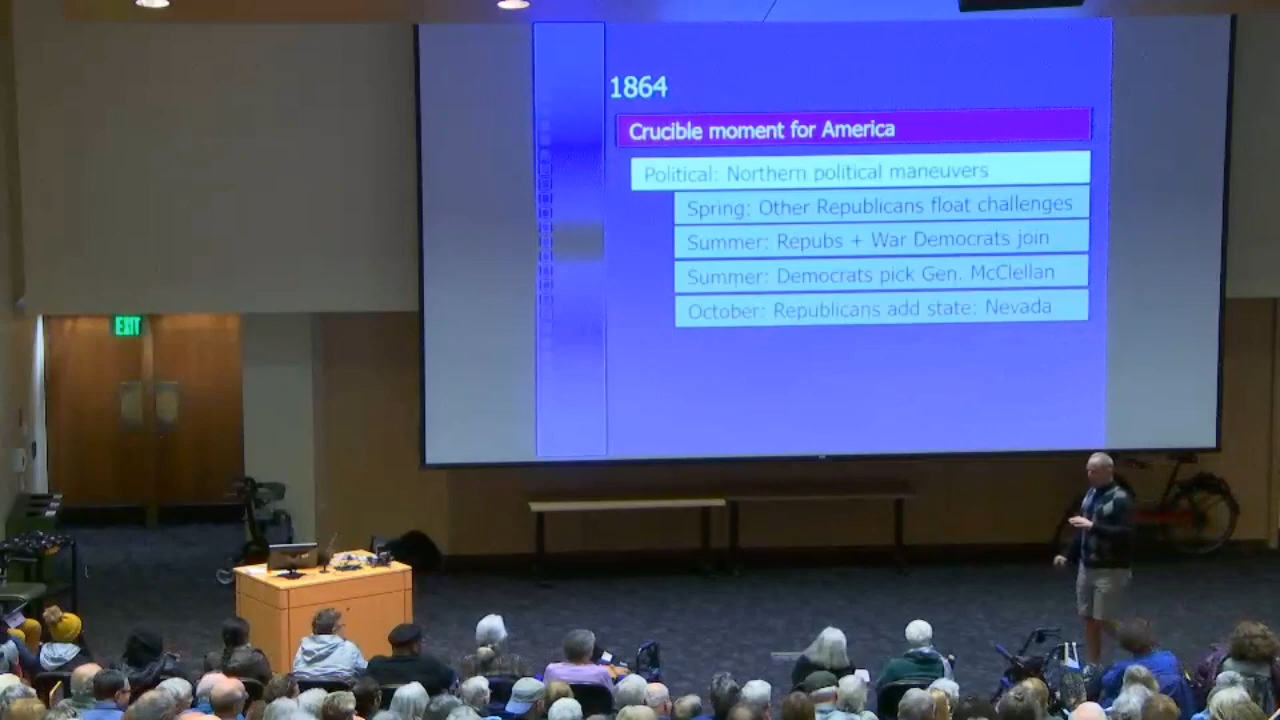 1864
Crucible moment for America
Political: Northern political maneuvers
Spring: Other Republicans float challenges
Summer: Repubs + War Democrats join
Summer: Democrats pick Gen. McClellan
October: Republicans add state: Nevada
EXIT